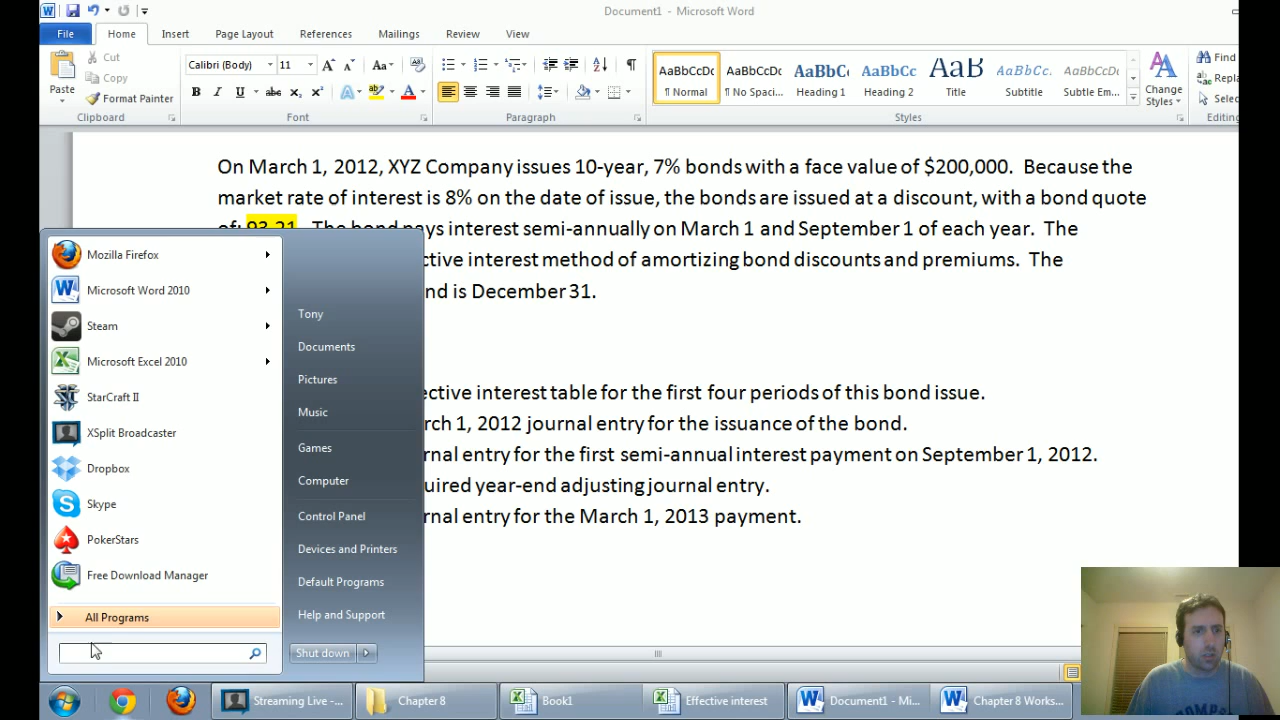 Document1 - Microsoft Word
File Home Insert Page Layout References Mailings Review View
Cut
Copy
Paste
Format Painter
Clipboard
Calibri (Body) 11
Font
Paragraph
AaBbCcDc AaBbCcDc AaBbC AaBbCc AaB AaBbCc. AaBbCcDc
¶ Normal ¶ No Spaci... Heading 1 Heading 2 Title Subtitle Subtle Em...
Styles
Change
Styles
Find
Repla
Selec
Editing
On March 1, 2012, XYZ Company issues 10-year, 7% bonds with a face value of $200,000. Because the
market rate of interest is 8% on the date of issue, the bonds are issued at a discount, with a bond quote
of: 93.21. The bond pays interest semi-annually on March 1 and September 1 of each year. The
ctive interest method of amortizing bond discounts and premiums. The
nd is December 31.
ective interest table for the first four periods of this bond issue.
rch 1, 2012 journal entry for the issuance of the bond.
rnal entry for the first semi-annual interest payment on September 1, 2012.
uired year-end adjusting journal entry.
rnal entry for the March 1, 2013 payment.
Mozilla Firefox
Microsoft Word 2010
Steam
Microsoft Excel 2010
StarCraft II
XSplit Broadcaster
Dropbox
Skype
PokerStars
Free Download Manager
All Programs
Tony
Documents
Pictures
Music
Games
Computer
Control Panel
Devices and Printers
Default Programs
Help and Support
Shut down
Streaming Live -... Chapter 8 Book1 Effective interest Document1 - Mi... Chapter 8 Works...